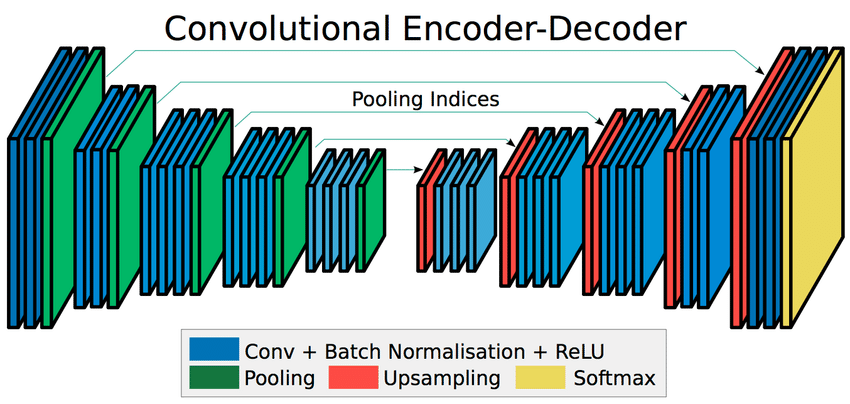 Convolutional Encoder-Decoder
Pooling Indices
Conv + Batch Normalisation + ReLU
Pooling Upsampling Softmax